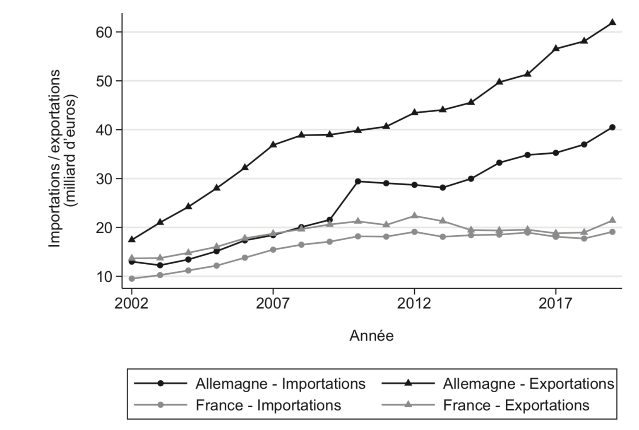 60
50
40
30
20
10
Importations / exportations
(milliard d'euros)
2002 2007 2012 2017
Année
Allemagne - Importations Allemagne - Exportations
France - Importations France - Exportations